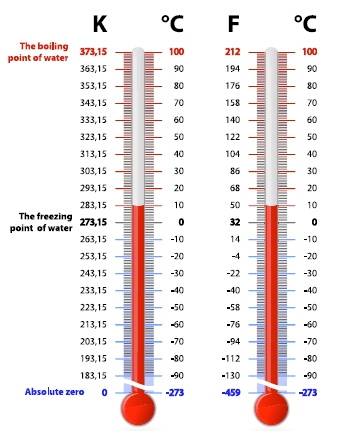 K °C F °C
The boiling 373,15 100 212 100
point of water
363,15 90 194 90
353,15 80 176 80
343,15 70 158 70
333,15 60 140 60
323,15 50 122 50
313,15 40 104 40
303,15 30 86 30
293,15 20 68 20
283,15 10 50 10
The freezing 273,15 0 32 0
point of water
263,15 -10 14 -10
253,15 -20 -4 -20
243,15 -30 -22 -30
233,15 -40 -40 -40
223,15 -50 -58 -50
213,15 -60 -76 -60
203,15 -70 -94 -70
193,15 -80 -112 -80
183,15 -90 -130 -90
Absolute zero 0 -273 -459 -273